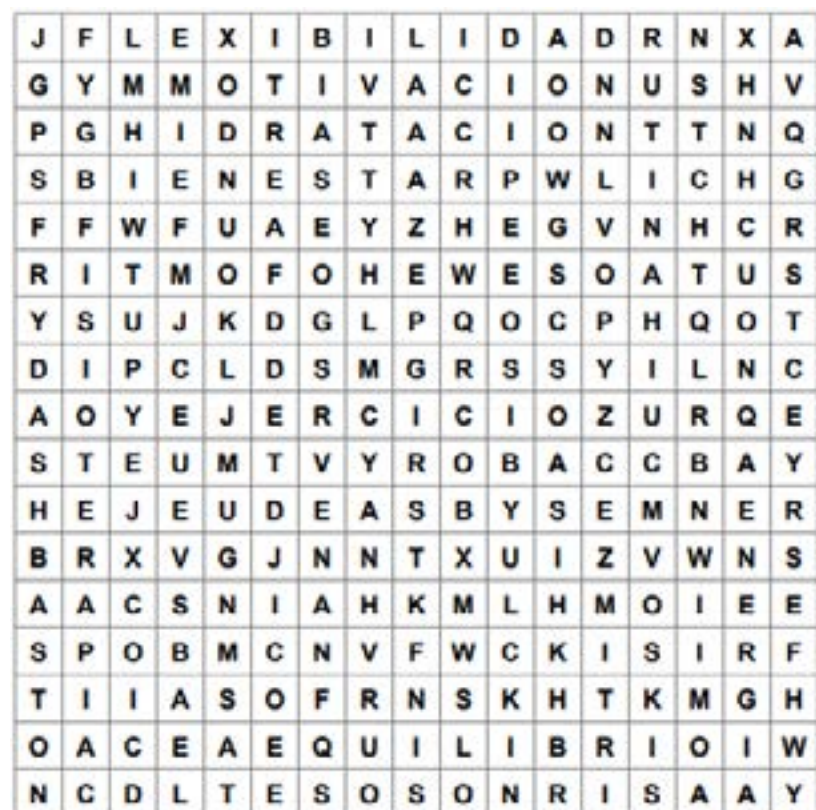 J F L E X I B I L I D A D R N X A
G Y M M O T I V A C I O N U S H V
P G H I D R A T A C I O N T T N Q
S B I E N E S T A R P W L I C H G
F F W F U A E Y Z H E G V N H C R
R I T M O F O H E W E S O A T U S
Y S U J K D G L P Q O C P H Q O T
D I P C L D S M G R S S Y I L N C
A O Y E J E R C I C I O Z U R Q E
S T E U M T V Y R O B A C C B A Y
H E J E U D E A S B Y S E M N E R
B R X V G J N N T X U I Z V W N S
A A C S N I A H K M L H M O I E E
S P O B M C N V F W C K I S I R F
T I I A S O F R N S K H T K M G H
O A C E A E Q U I L I B R I O I W
N C D L T E S O S O N R I S A A Y